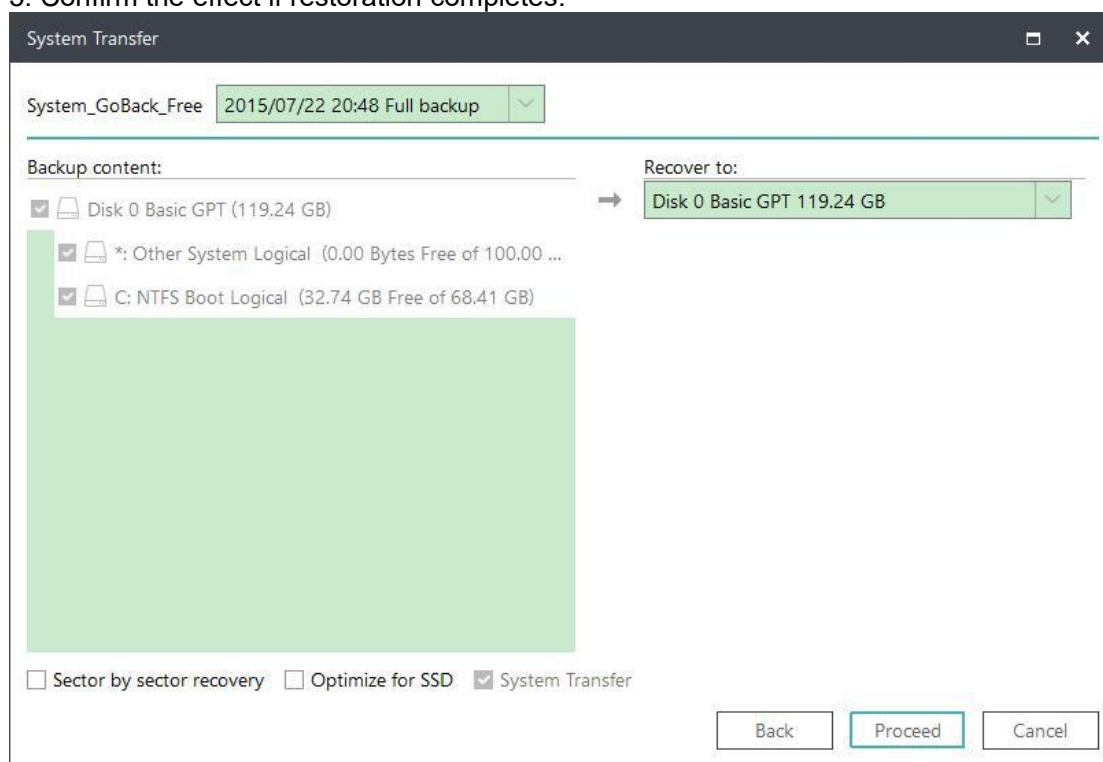 System Transfer
System_GoBack_Free 2015/07/22 20:48 Full backup
Backup content:
Recover to:
Disk 0 Basic GPT (119.24 GB)
Disk 0 Basic GPT 119.24 GB
*: Other System Logical (0.00 Bytes Free of 100.00 ...
C: NTFS Boot Logical (32.74 GB Free of 68.41 GB)
Sector by sector recovery Optimize for SSD System Transfer
Back Proceed Cancel